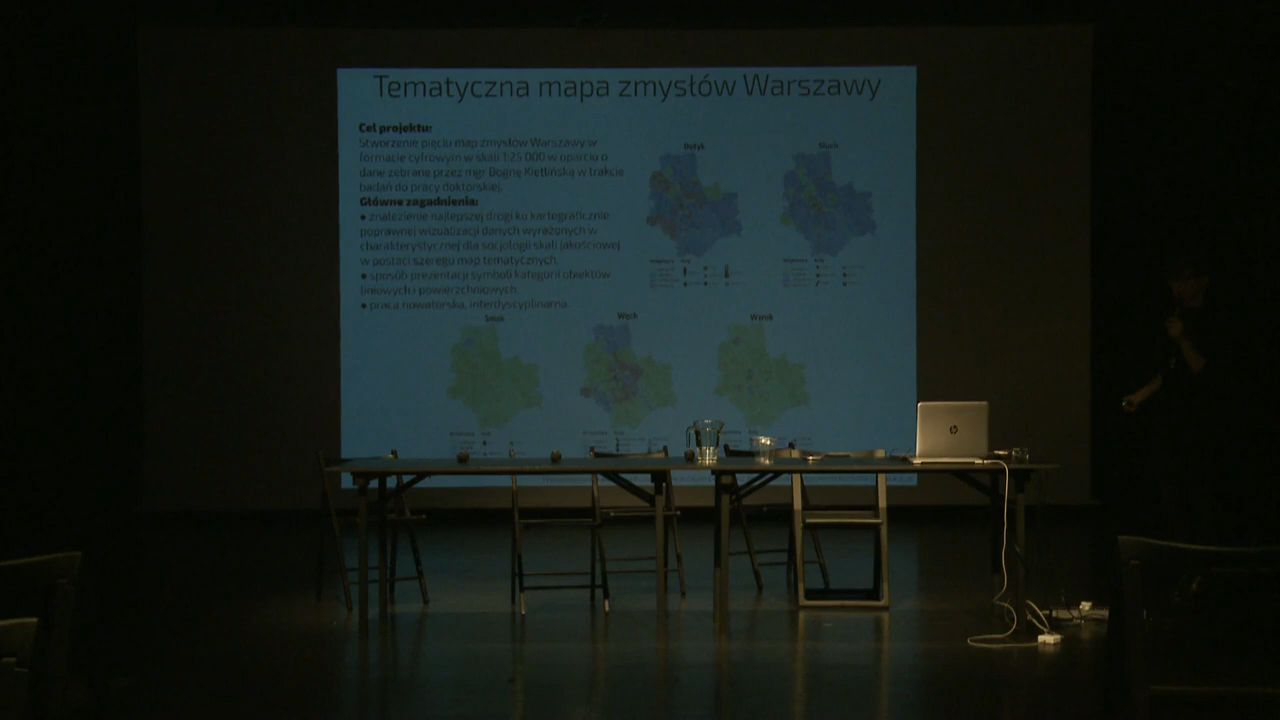 Tematyczna mapa zmysłów Warszawy
Cel projektu:
Stworzenie pięciu map zmysłów Warszawy w
formacie cyfrowym w skali 1:25 000 w oparciu o
dane zebrane przez mgr Bognę Kietlińską w trakcie
badań do pracy doktorskiej.
Główne zagadnienia:
• znalezienie najlepszej drogi ku kartograficznie
poprawnej wizualizacji danych wyrażonych w
charakterystycznej dla socjologii skali jakościowej
w postaci szeregu map tematycznych.
• sposób prezentacji symboli kategorii obiektów
liniowych i powierzchniowych.
• praca nowatorska, interdyscyplinarna.
Dotyk
Słuch
Smak
Węch
Wzrok
hp